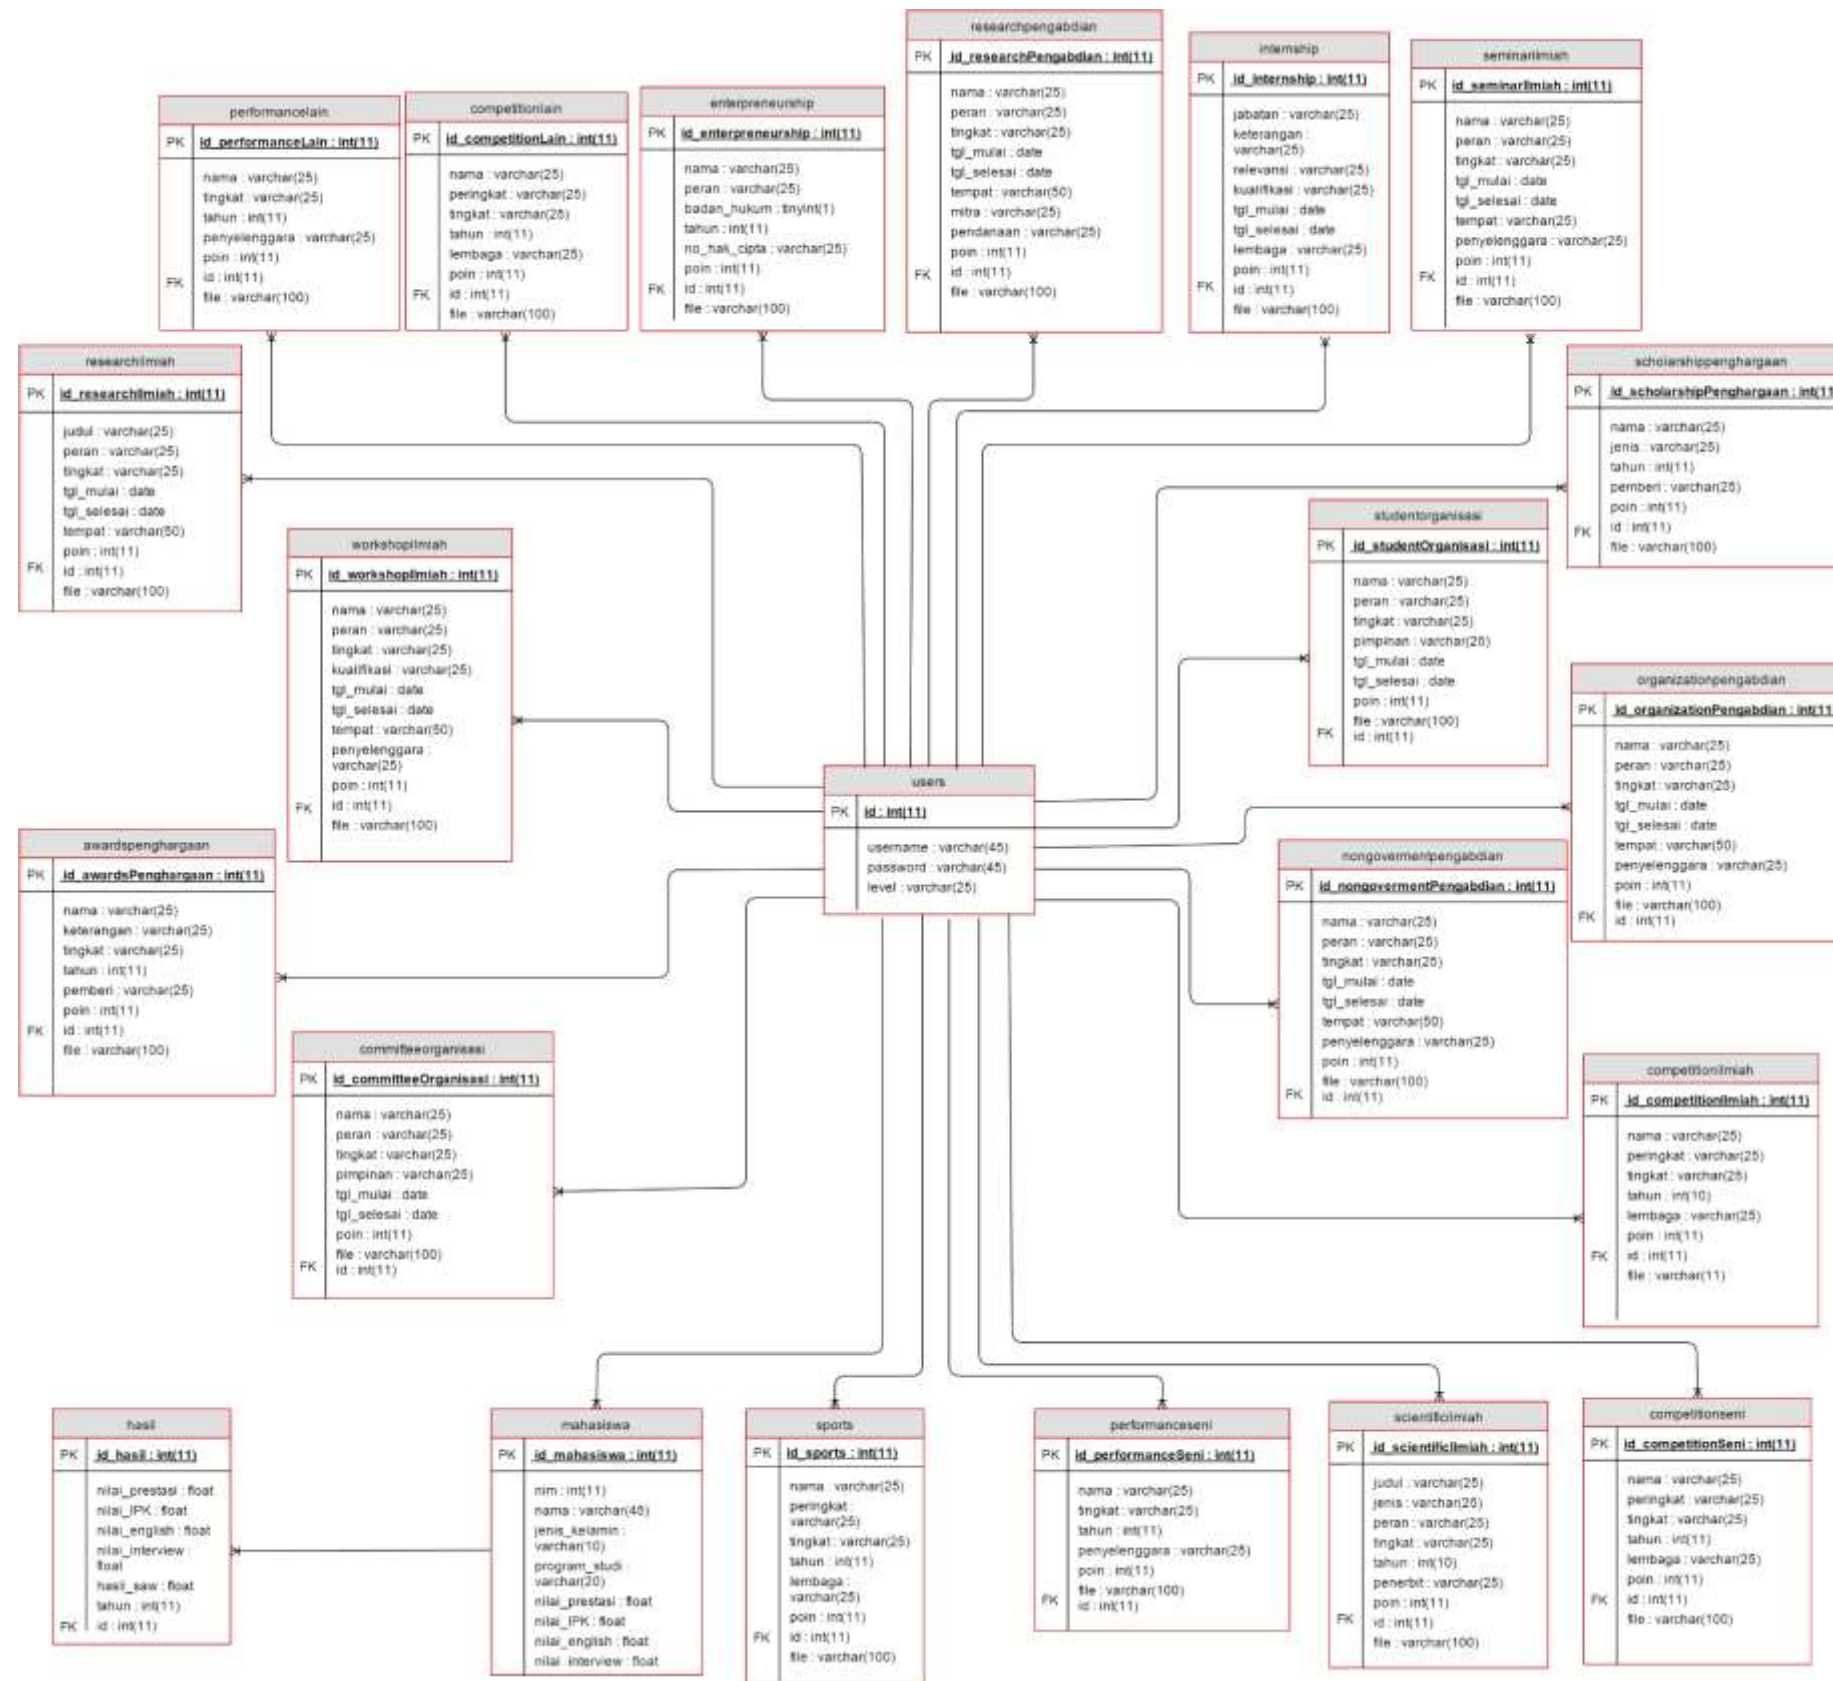 performancelain
PK id_performanceLain : int(11)
nama : varchar(25)
tingkat : varchar(25)
tahun : int(11)
penyelenggara : varchar(25)
poin : int(11)
FK id : int(11)
file : varchar(100)
competitionlain
PK id_competitionLain : int(11)
nama : varchar(25)
peringkat : varchar(25)
tingkat : varchar(25)
tahun : int(11)
lembaga : varchar(25)
poin : int(11)
FK id : int(11)
file : varchar(100)
enterpreneurship
PK id_enterpreneurship : int(11)
nama : varchar(25)
peran : varchar(25)
badan_hukum : tinyint(1)
tahun : int(11)
no_hak_cipta : varchar(25)
poin : int(11)
FK id : int(11)
file : varchar(100)
researchpengabdian
PK id_researchPengabdian : int(11)
nama : varchar(25)
peran : varchar(25)
tingkat : varchar(25)
tgl_mulai : date
tgl_selesai : date
tempat : varchar(50)
mitra : varchar(25)
pendanaan : varchar(25)
poin : int(11)
FK id : int(11)
file : varchar(100)
internship
PK id_internship : int(11)
jabatan : varchar(25)
keterangan :
varchar(25)
relevansi : varchar(25)
kualifikasi : varchar(25)
tgl_mulai : date
tgl_selesai : date
lembaga : varchar(25)
poin : int(11)
FK id : int(11)
file : varchar(100)
seminarilmiah
PK id_seminarIlmiah : int(11)
nama : varchar(25)
peran : varchar(25)
tingkat : varchar(25)
tgl_mulai : date
tgl_selesai : date
tempat : varchar(25)
penyelenggara : varchar(25)
poin : int(11)
FK id : int(11)
file : varchar(100)
researchilmiah
PK id_researchIlmiah : int(11)
judul : varchar(25)
peran : varchar(25)
tingkat : varchar(25)
tgl_mulai : date
tgl_selesai : date
tempat : varchar(50)
poin : int(11)
FK id : int(11)
file : varchar(100)
scholarshippenghargaan
PK id_scholarshipPenghargaan : int(11
nama : varchar(25)
jenis : varchar(25)
tahun : int(11)
pemberi : varchar(25)
poin : int(11)
FK id : int(11)
file : varchar(100)
workshopilmiah
PK id_workshopIlmiah : int(11)
nama : varchar(25)
peran : varchar(25)
tingkat : varchar(25)
kualifikasi : varchar(25)
tgl_mulai : date
tgl_selesai : date
tempat : varchar(50)
penyelenggara :
varchar(25)
poin : int(11)
FK id : int(11)
file : varchar(100)
studentorganisasi
PK id_studentOrganisasi : int(11)
nama : varchar(25)
peran : varchar(25)
tingkat : varchar(25)
pimpinan : varchar(25)
tgl_mulai : date
tgl_selesai : date
poin : int(11)
file : varchar(100)
FK id : int(11)
organizationpengabdian
PK id_organizationPengabdian : int(11
nama : varchar(25)
peran : varchar(25)
tingkat : varchar(25)
tgl_mulai : date
tgl_selesai : date
tempat : varchar(50)
penyelenggara : varchar(25)
poin : int(11)
file : varchar(100)
FK id : int(11)
users
PK id : int(11)
username : varchar(45)
password : varchar(45)
level : varchar(25)
awardspenghargaan
PK id_awardsPenghargaan : int(11)
nama : varchar(25)
keterangan : varchar(25)
tingkat : varchar(25)
tahun : int(11)
pemberi : varchar(25)
poin : int(11)
FK id : int(11)
file : varchar(100)
nongovermentpengabdian
PK id_nongovermentPengabdian : int(11)
nama : varchar(25)
peran : varchar(25)
tingkat : varchar(25)
tgl_mulai : date
tgl_selesai : date
tempat : varchar(50)
penyelenggara : varchar(25)
poin : int(11)
file : varchar(100)
FK id : int(11)
committeeorganisasi
PK id_committeeOrganisasi : int(11)
nama : varchar(25)
peran : varchar(25)
tingkat : varchar(25)
pimpinan : varchar(25)
tgl_mulai : date
tgl_selesai : date
poin : int(11)
file : varchar(100)
FK id : int(11)
competitionilmiah
PK id_competitionIlmiah : int(11)
nama : varchar(25)
peringkat : varchar(25)
tingkat : varchar(25)
tahun : int(10)
lembaga : varchar(25)
poin : int(11)
FK id : int(11)
file : varchar(11)
hasil
PK id_hasil : int(11)
nilai_prestasi : float
nilai_IPK : float
nilai_english : float
nilai_interview :
float
hasil_saw : float
tahun : int(11)
FK id : int(11)
mahasiswa
PK id_mahasiswa : int(11)
nim : int(11)
nama : varchar(45)
jenis_kelamin :
varchar(10)
program_studi :
varchar(20)
nilai_prestasi : float
nilai_IPK : float
nilai_english : float
nilai_interview : float
sports
PK id_sports : int(11)
nama : varchar(25)
peringkat :
varchar(25)
tingkat : varchar(25)
tahun : int(11)
lembaga :
varchar(25)
poin : int(11)
FK id : int(11)
file : varchar(100)
performanceseni
PK id_performanceSeni : int(11)
nama : varchar(25)
tingkat : varchar(25)
tahun : int(11)
penyelenggara : varchar(25)
poin : int(11)
file : varchar(100)
FK id : int(11)
scientificilmiah
PK id_scientificIlmiah : int(11)
judul : varchar(25)
jenis : varchar(25)
peran : varchar(25)
tingkat : varchar(25)
tahun : int(10)
penerbit : varchar(25)
poin : int(11)
FK id : int(11)
file : varchar(100)
competitionseni
PK id_competitionSeni : int(11)
nama : varchar(25)
peringkat : varchar(25)
tingkat : varchar(25)
tahun : int(11)
lembaga : varchar(25)
poin : int(11)
FK id : int(11)
file : varchar(100)